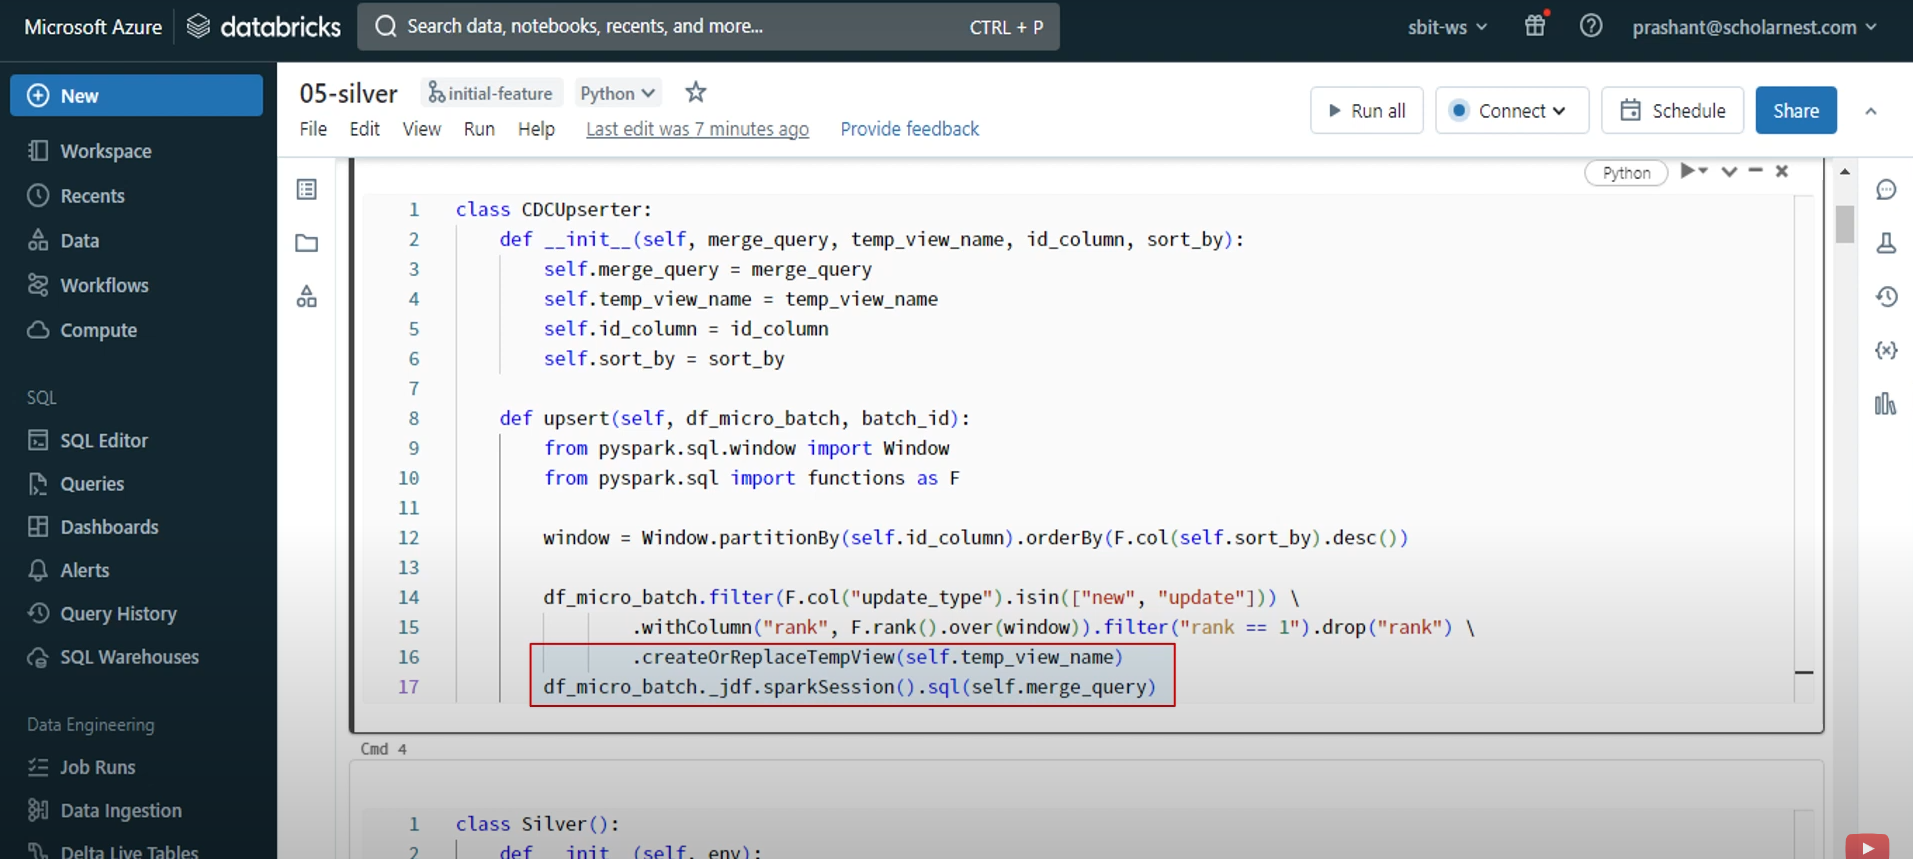 Microsoft Azure
databricks
Search data, notebooks, recents, and more...
CTRL + P
sbit-ws
prashant@scholarnest.com
New
Workspace
Recents
Data
Workflows
Compute
SQL
SQL Editor
Queries
Dashboards
Alerts
Query History
SQL Warehouses
Data Engineering
Job Runs
Data Ingestion
Delta Live Tables
05-silver
initial-feature
Python
File Edit View Run Help Last edit was 7 minutes ago Provide feedback
Run all
Connect
Schedule
Share
Python
1 class CDCUpserter:
2     def __init__(self, merge_query, temp_view_name, id_column, sort_by):
3         self.merge_query = merge_query
4         self.temp_view_name = temp_view_name
5         self.id_column = id_column
6         self.sort_by = sort_by
7
8     def upsert(self, df_micro_batch, batch_id):
9         from pyspark.sql.window import Window
10         from pyspark.sql import functions as F
11
12         window = Window.partitionBy(self.id_column).orderBy(F.col(self.sort_by).desc())
13
14         df_micro_batch.filter(F.col("update_type").isin(["new", "update"])) \
15                 .withColumn("rank", F.rank().over(window)).filter("rank == 1").drop("rank") \
16                 .createOrReplaceTempView(self.temp_view_name)
17         df_micro_batch._jdf.sparkSession().sql(self.merge_query)
Cmd 4
1 class Silver():
2     def __init__(self, env):